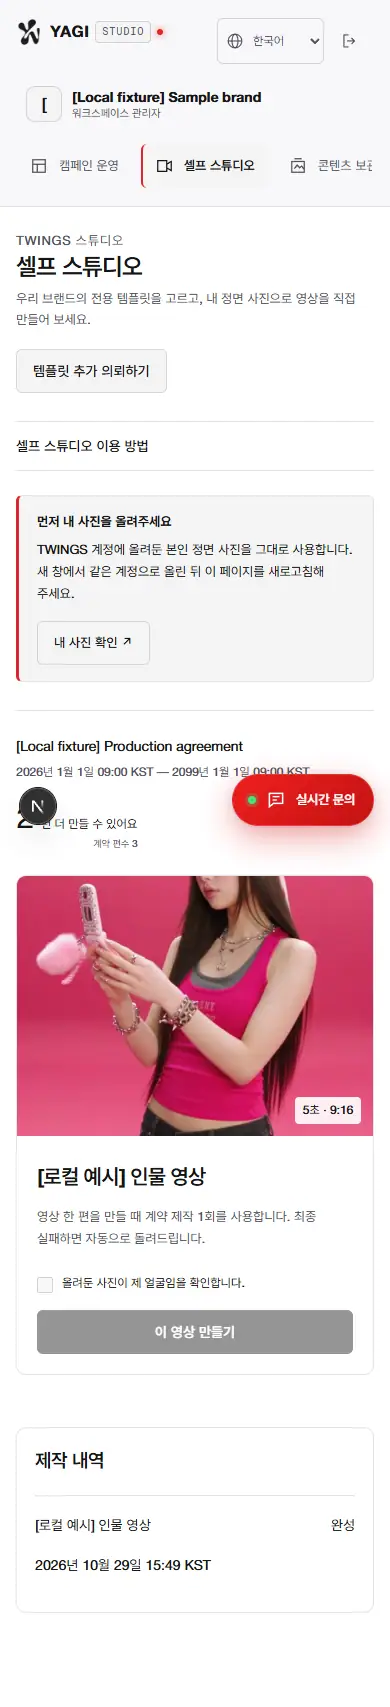 YAGI STUDIO
한국어
[
[Local fixture] Sample brand
워크스페이스 관리자
캠페인 운영
셀프 스튜디오
콘텐츠 보관
TWINGS 스튜디오
셀프 스튜디오
우리 브랜드의 전용 템플릿을 고르고, 내 정면 사진으로 영상을 직접
만들어 보세요.
템플릿 추가 의뢰하기
셀프 스튜디오 이용 방법
먼저 내 사진을 올려주세요
TWINGS 계정에 올려둔 본인 정면 사진을 그대로 사용합니다.
새 창에서 같은 계정으로 올린 뒤 이 페이지를 새로고침해
주세요.
내 사진 확인 ↗
[Local fixture] Production agreement
2026년 1월 1일 09:00 KST — 2099년 1월 1일 09:00 KST
실시간 문의
N
더 만들 수 있어요
계약 편수 3
5초 · 9:16
[로컬 예시] 인물 영상
영상 한 편을 만들 때 계약 제작 1회를 사용합니다. 최종
실패하면 자동으로 돌려드립니다.
올려둔 사진이 제 얼굴임을 확인합니다.
이 영상 만들기
제작 내역
[로컬 예시] 인물 영상
완성
2026년 10월 29일 15:49 KST